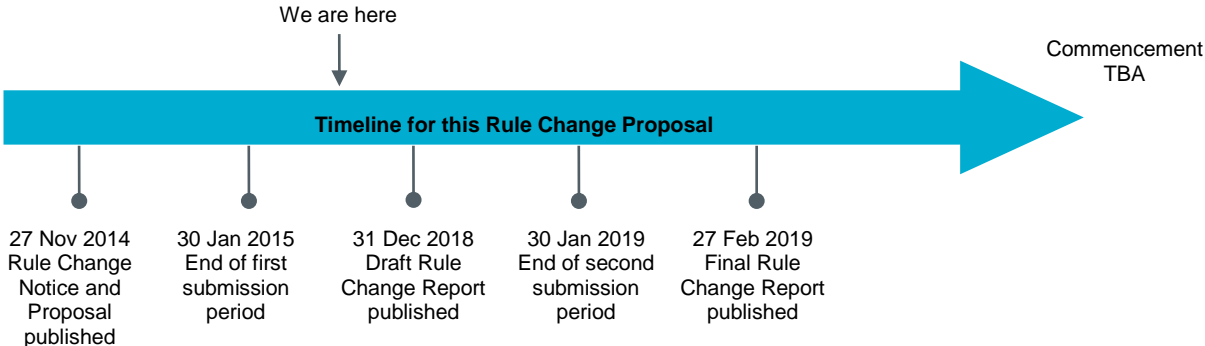 We are here
Commencement
TBA
Timeline for this Rule Change Proposal
27 Nov 2014
Rule Change
Notice and
Proposal
published
30 Jan 2015
End of first
submission
period
31 Dec 2018
Draft Rule
Change Report
published
30 Jan 2019
End of second
submission
period
27 Feb 2019
Final Rule
Change Report
published